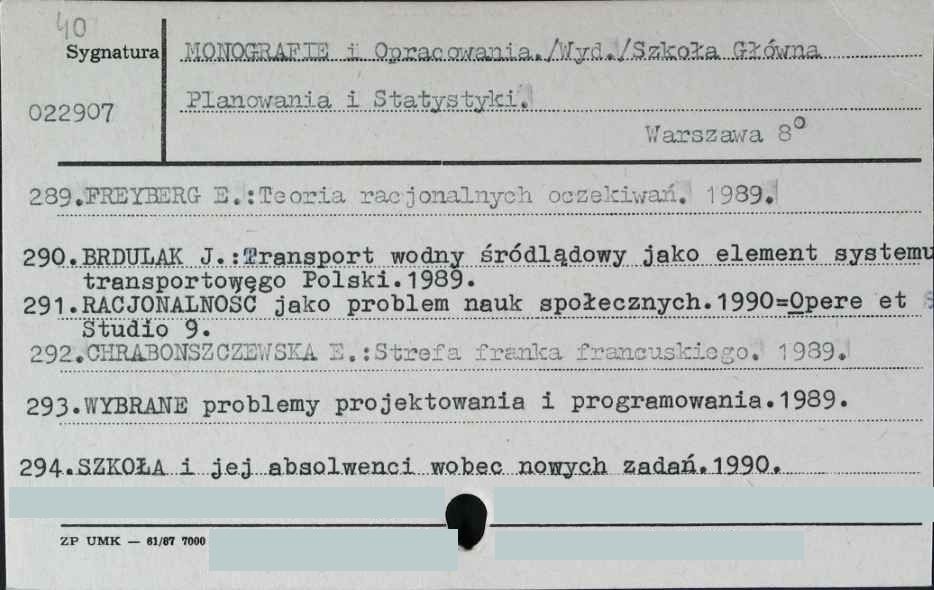 40
Sygnatura
MONOGRAFIE i Opracowania./Wyd./Szkoła Główna
022907
Planowania i Statystyki.
Warszawa 8°
289.FREYBERG E.:Teoria racjonalnych oczekiwań. 1989.
290.BRDULAK J.:Transport wodny śródlądowy jako element systemu
transportowęgo Polski.1989.
291.RACJONALNOŚC jako problem nauk społecznych.1990=Opere et S
Studio 9.
292.CHRABONSZCZEWSKA E.:Strefa franka francuskiego. 1989.
293.WYBRANE problemy projektowania i programowania.1989.
294.SZKOŁA i jej absolwenci wobec nowych zadań.1990.
ZP UMK — 61/87 7000